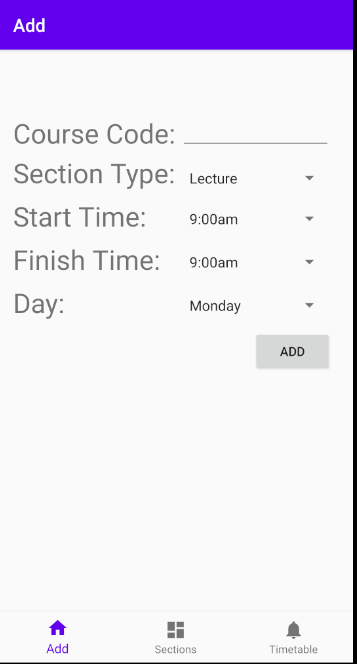 Add
Course Code:
Section Type: Lecture
Start Time: 9:00am
Finish Time: 9:00am
Day: Monday
ADD
Add Sections Timetable